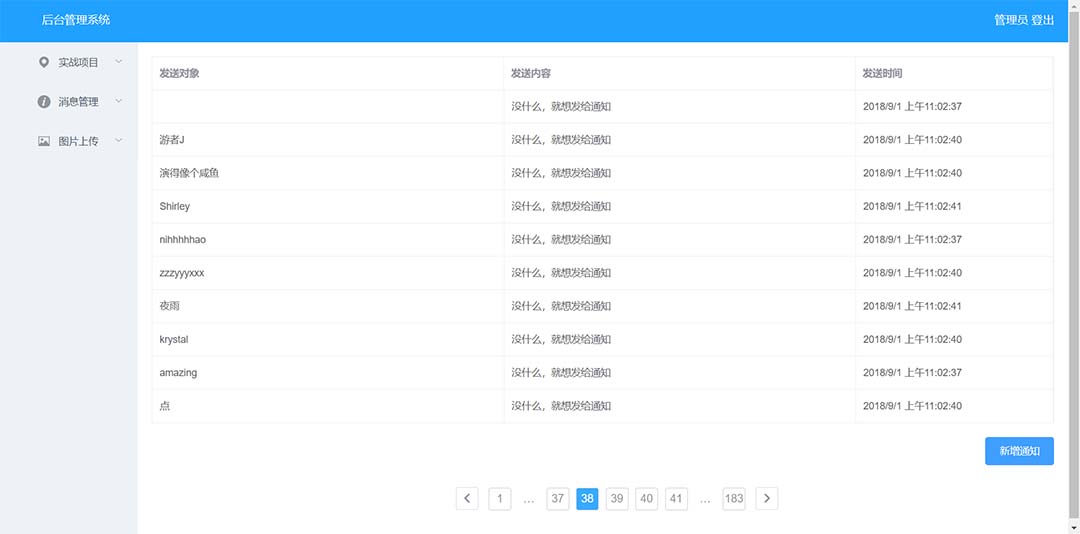 后台管理系统 管理员 登出
实战项目
消息管理
图片上传
发送对象 发送内容 发送时间
没什么，就想发给通知 2018/9/1 上午11:02:37
游者J 没什么，就想发给通知 2018/9/1 上午11:02:40
演得像个咸鱼 没什么，就想发给通知 2018/9/1 上午11:02:40
Shirley 没什么，就想发给通知 2018/9/1 上午11:02:41
nihhhhhao 没什么，就想发给通知 2018/9/1 上午11:02:37
zzzyyyxxx 没什么，就想发给通知 2018/9/1 上午11:02:40
夜雨 没什么，就想发给通知 2018/9/1 上午11:02:41
krystal 没什么，就想发给通知 2018/9/1 上午11:02:40
amazing 没什么，就想发给通知 2018/9/1 上午11:02:37
点 没什么，就想发给通知 2018/9/1 上午11:02:40
新增通知
1 ... 37 38 39 40 41 ... 183